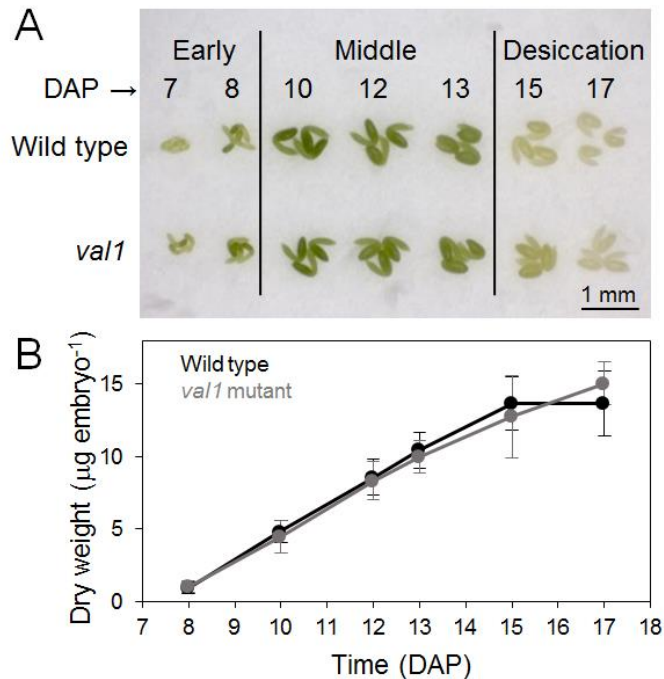 A
Early Middle Desiccation
DAP → 7 8 10 12 13 15 17
Wild type
val1
1 mm
B
Wild type
val1 mutant
Dry weight (µg embryo⁻¹)
15
10
5
0
7 8 9 10 11 12 13 14 15 16 17 18
Time (DAP)